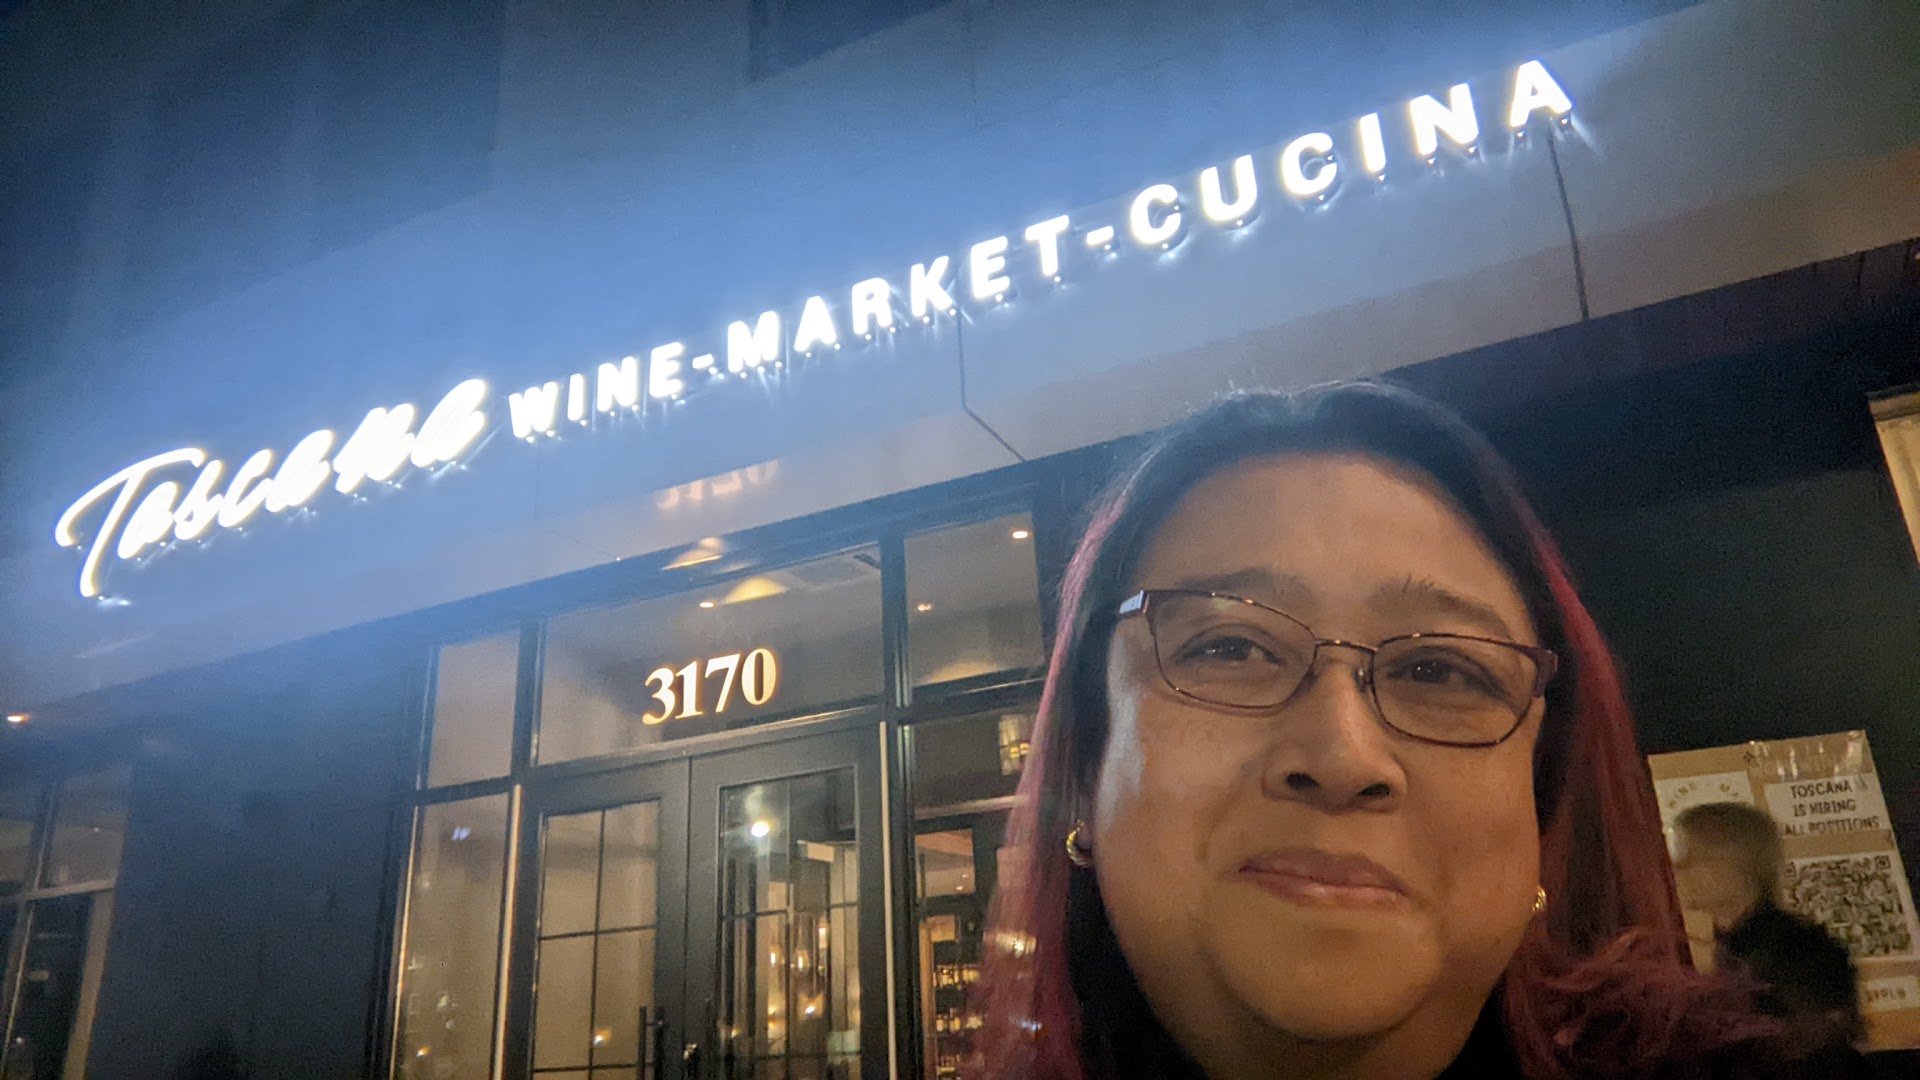 Toscana WINE-MARKET-CUCINA
3170
TOSCANA
IS HIRING
ALL POSITIONS